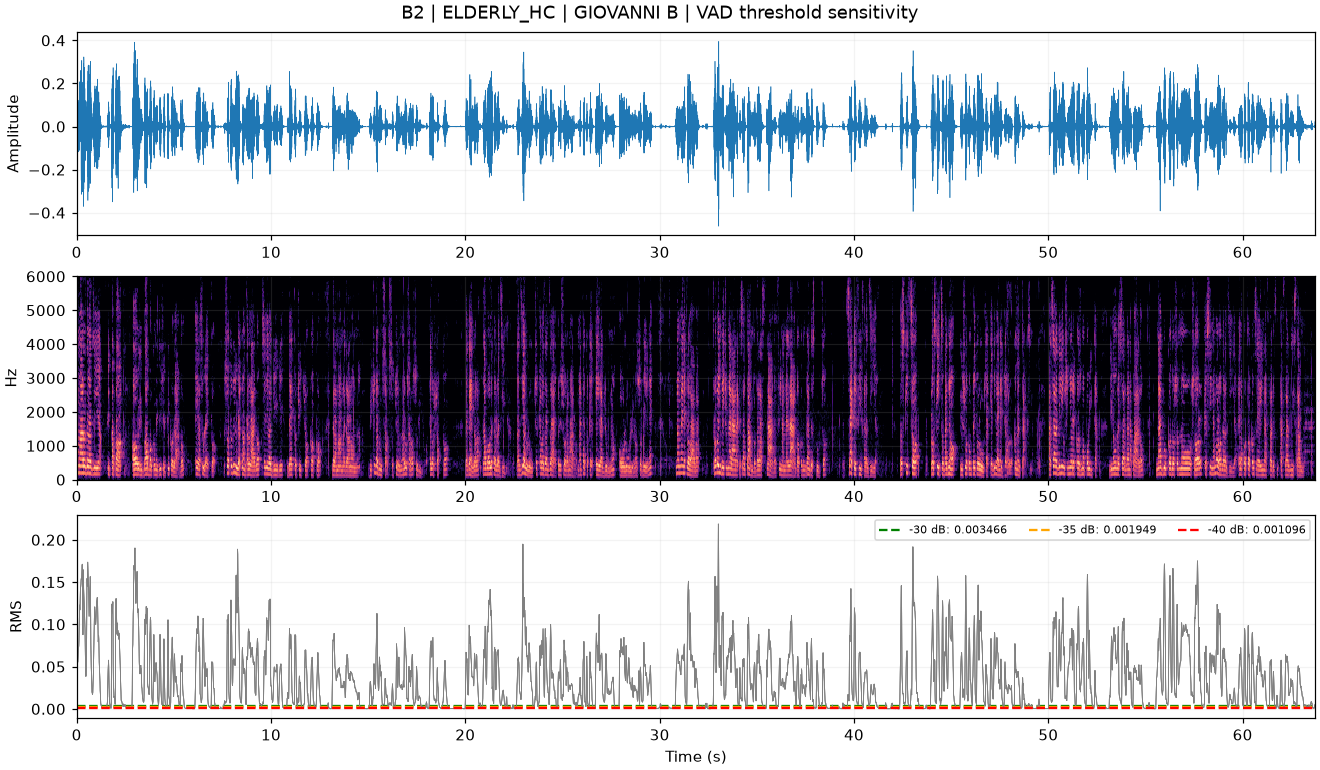 B2 | ELDERLY_HC | GIOVANNI B | VAD threshold sensitivity
Amplitude
0.4
0.2
0.0
−0.2
−0.4
0 10 20 30 40 50 60
Hz
6000
5000
4000
3000
2000
1000
0
0 10 20 30 40 50 60
RMS
-30 dB: 0.003466 -35 dB: 0.001949 -40 dB: 0.001096
0.20
0.15
0.10
0.05
0.00
0 10 20 30 40 50 60
Time (s)